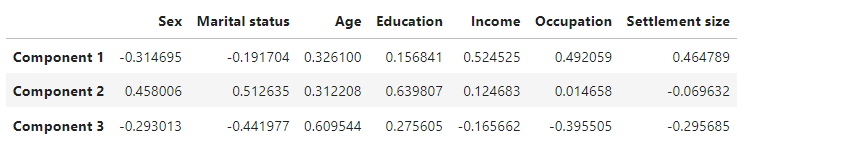 Sex Marital status Age Education Income Occupation Settlement size
Component 1 -0.314695 -0.191704 0.326100 0.156841 0.524525 0.492059 0.464789
Component 2 0.458006 0.512635 0.312208 0.639807 0.124683 0.014658 -0.069632
Component 3 -0.293013 -0.441977 0.609544 0.275605 -0.165662 -0.395505 -0.295685